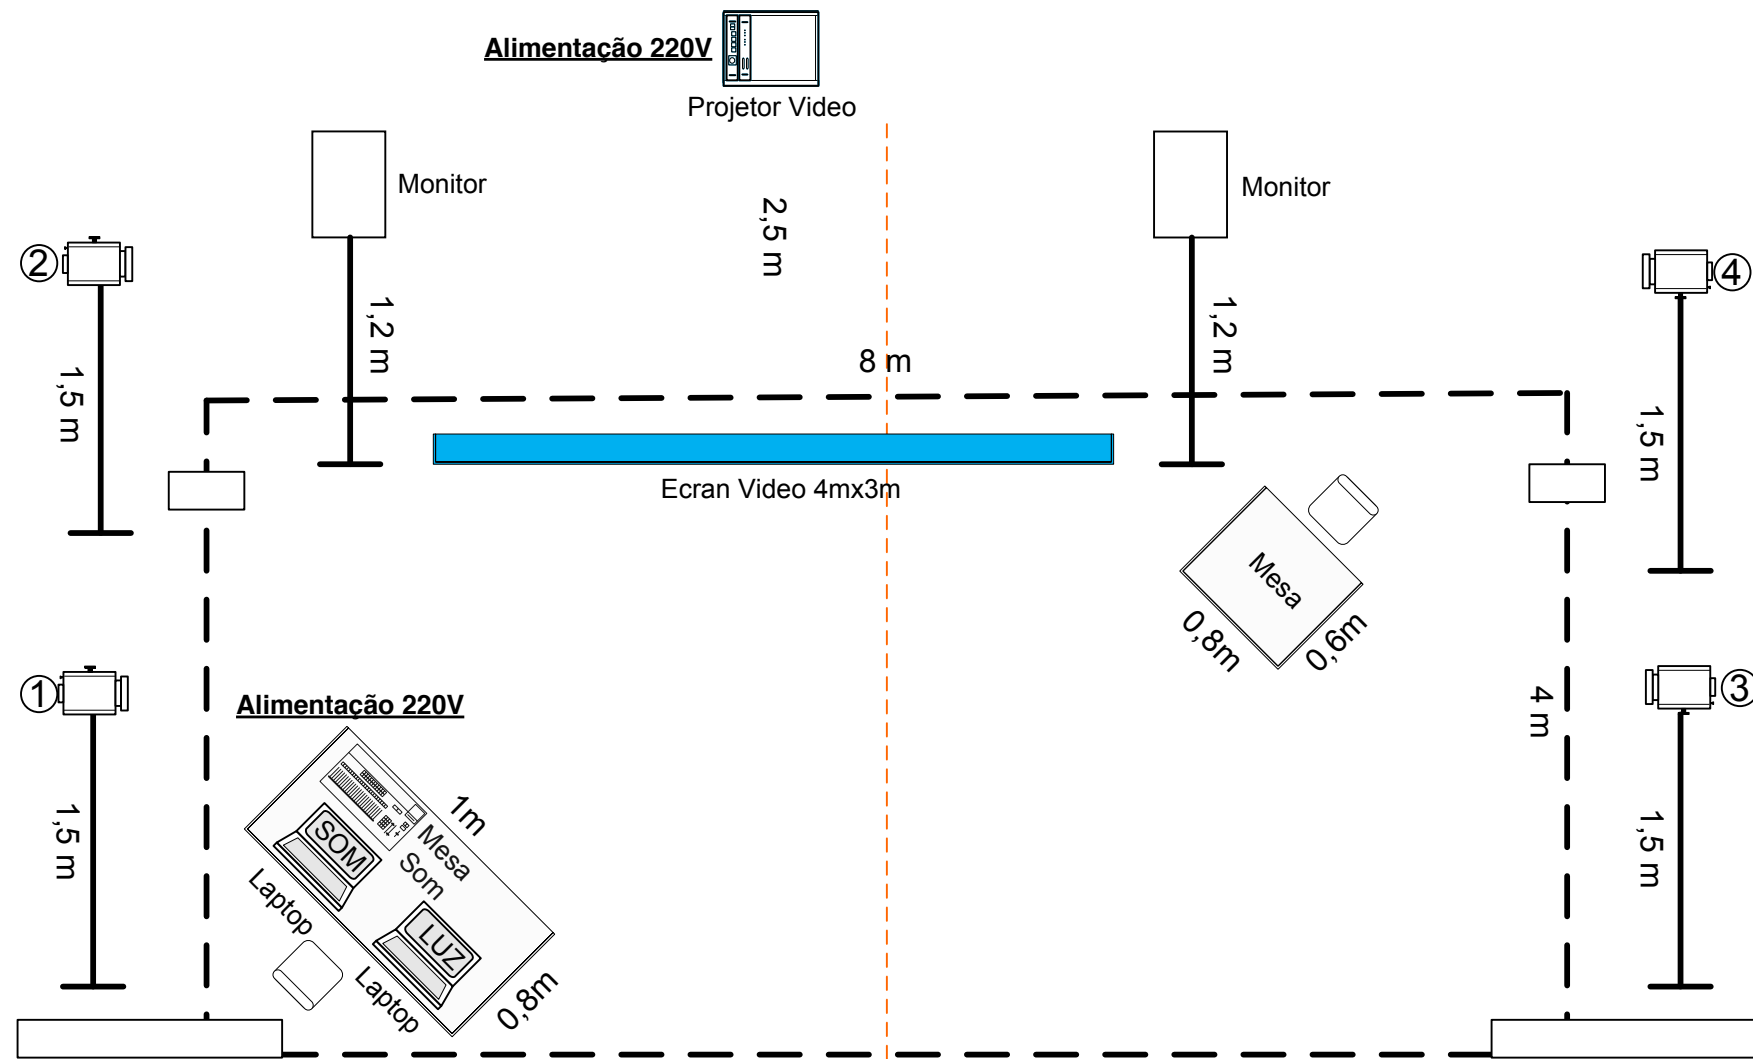 Alimentação 220V
Projetor Video
Monitor
Monitor
2,5 m
2
4
1,2 m
1,2 m
8 m
1,5 m
1,5 m
Ecran Video 4mx3m
Mesa
0,8m
0,6m
1
3
4 m
Alimentação 220V
1,5 m
1,5 m
1m
Mesa
Som
SOM
Laptop
LUZ
Laptop
0,8m